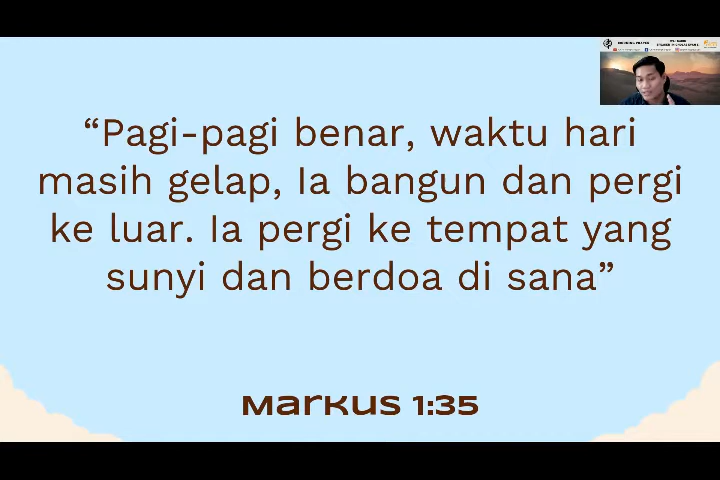 “Pagi-pagi benar, waktu hari
masih gelap, Ia bangun dan pergi
ke luar. Ia pergi ke tempat yang
sunyi dan berdoa di sana”
Markus 1:35